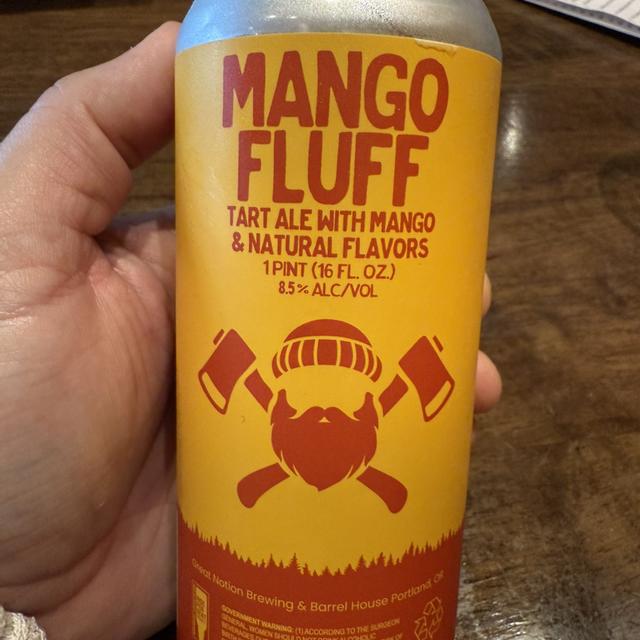 MANGO
FLUFF
TART ALE WITH MANGO
& NATURAL FLAVORS
1 PINT (16 FL. OZ.)
8.5% ALC/VOL
Great Notion Brewing & Barrel House Portland, OR
GOVERNMENT WARNING: (1) ACCORDING TO THE SURGEON
GENERAL, WOMEN SHOULD NOT DRINK ALCOHOLIC